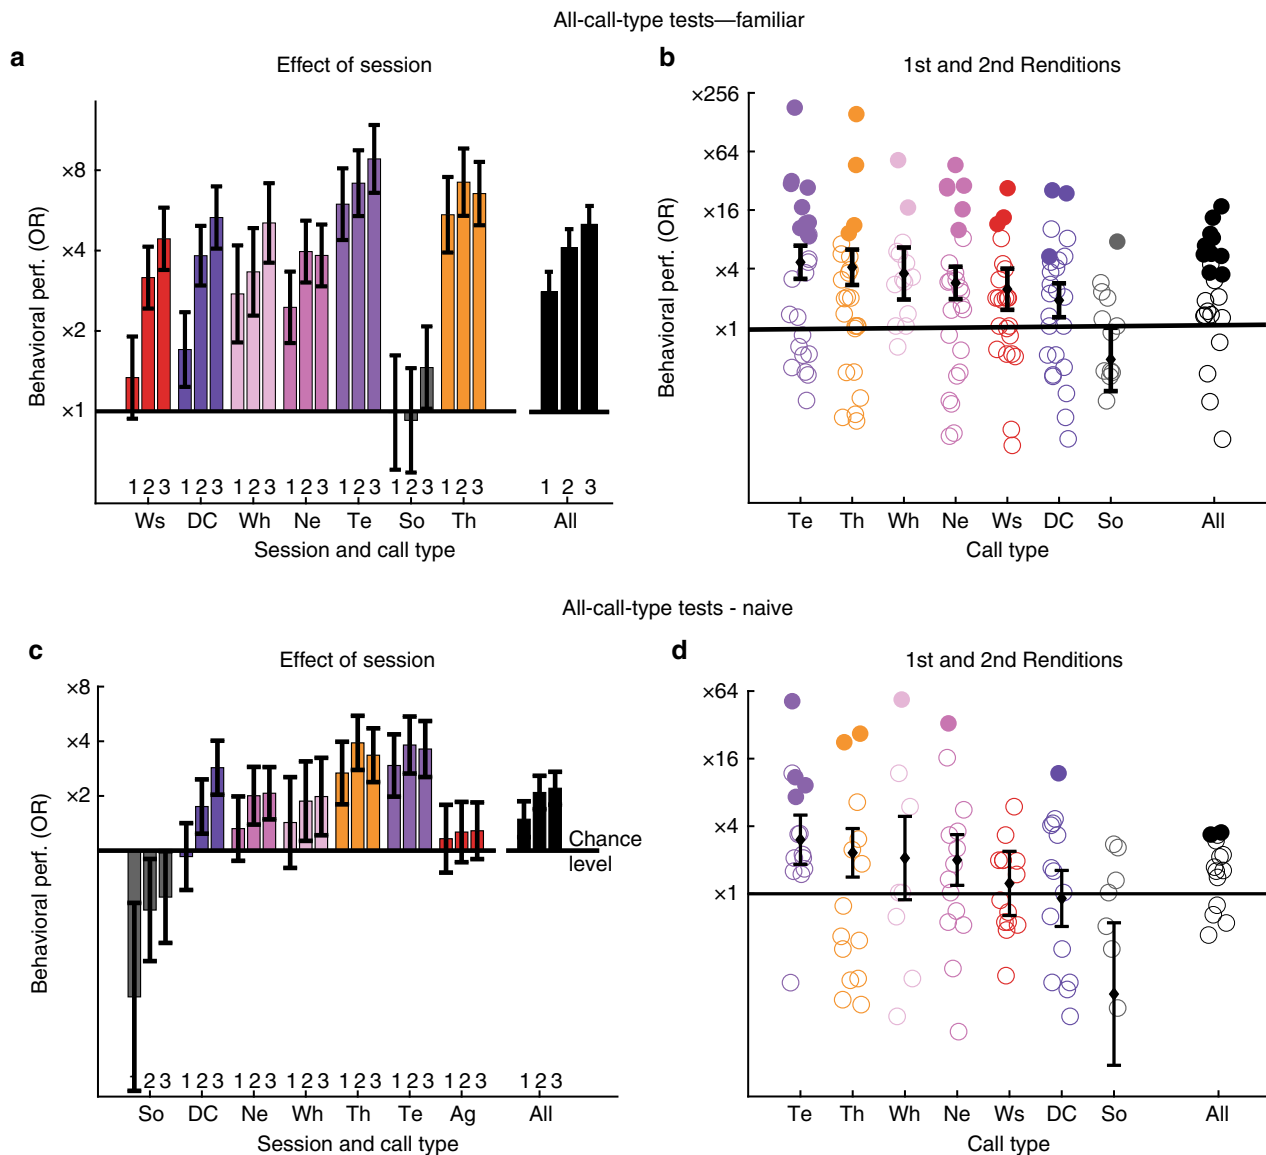 All-call-type tests—familiar
a
Effect of session
Behavioral perf. (OR)
×8
×4
×2
×1
1 2 3 1 2 3 1 2 3 1 2 3 1 2 3 1 2 3 1 2 3 1 2 3
Ws DC Wh Ne Te So Th All
Session and call type
b
1st and 2nd Renditions
Behavioral perf. (OR)
×256
×64
×16
×4
×1
Te Th Wh Ne Ws DC So All
Call type
All-call-type tests - naive
c
Effect of session
Behavioral perf. (OR)
×8
×4
×2
Chance
level
1 2 3 1 2 3 1 2 3 1 2 3 1 2 3 1 2 3 1 2 3 1 2 3
So DC Ne Wh Th Te Ag All
Session and call type
d
1st and 2nd Renditions
Behavioral perf. (OR)
×64
×16
×4
×1
Te Th Wh Ne Ws DC So All
Call type